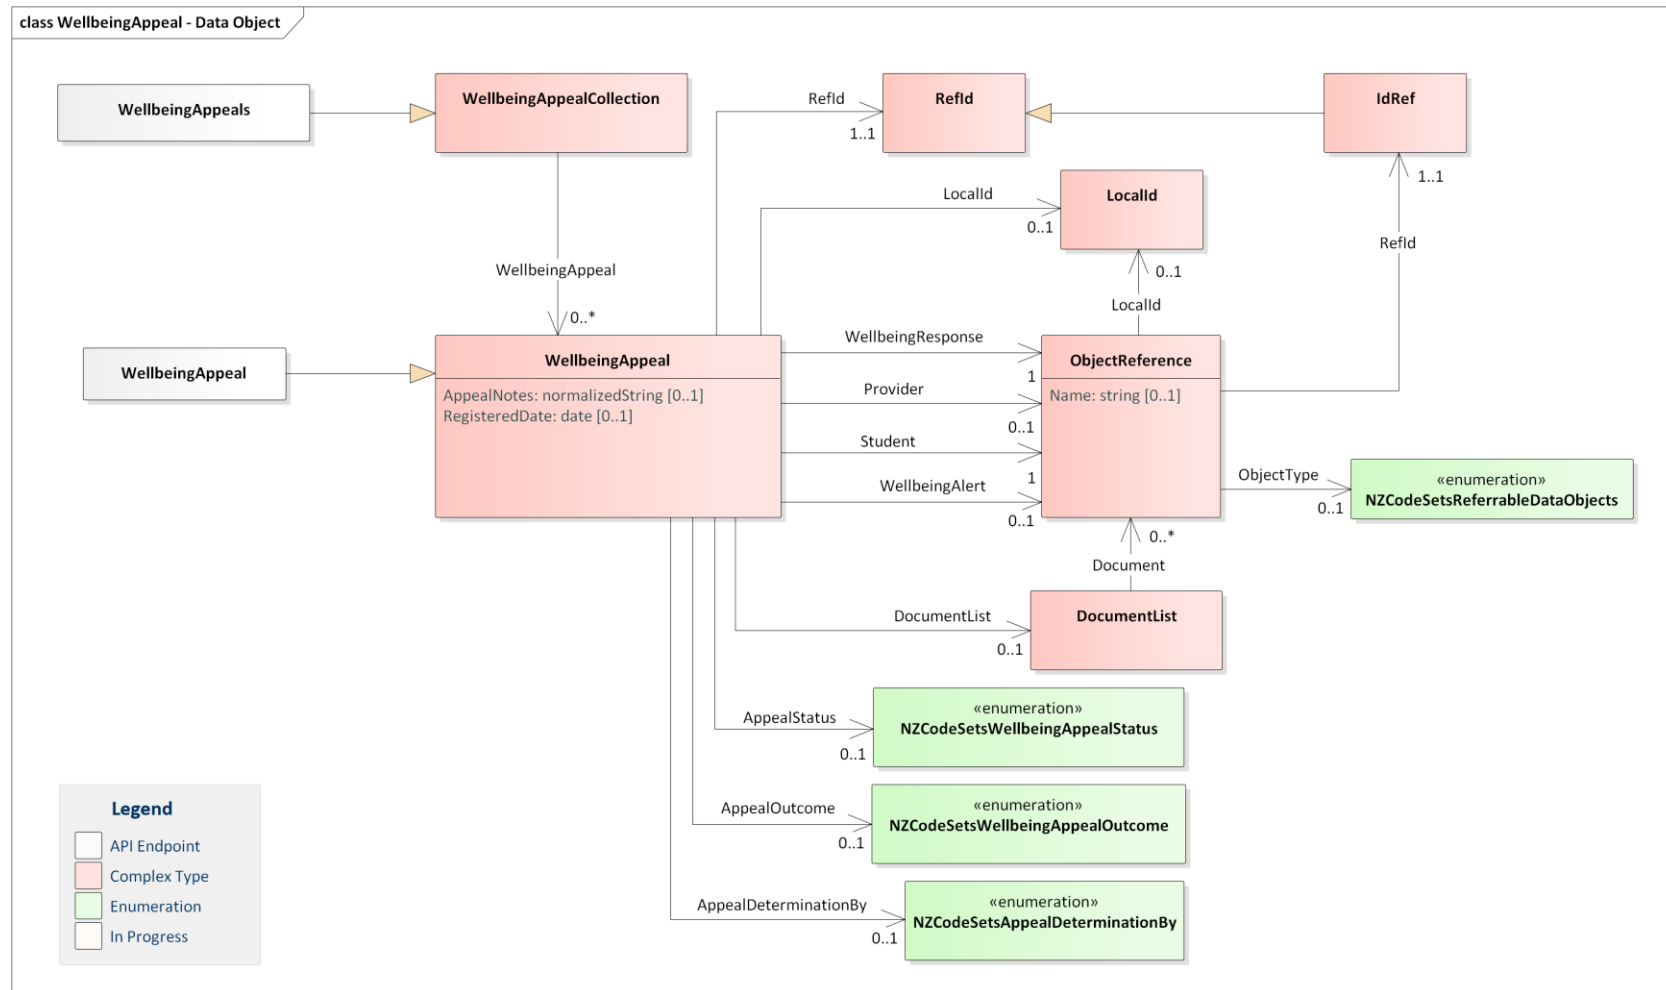 class WellbeingAppeal - Data Object
WellbeingAppeals
WellbeingAppealCollection
RefId
1..1
RefId
IdRef
1..1
LocalId
0..1
LocalId
RefId
0..1
LocalId
WellbeingAppeal
0..*
WellbeingAppeal
WellbeingAppeal
AppealNotes: normalizedString [0..1]
RegisteredDate: date [0..1]
WellbeingResponse
1
Provider
0..1
Student
1
WellbeingAlert
0..1
ObjectReference
Name: string [0..1]
ObjectType
0..1
«enumeration»
NZCodeSetsReferrableDataObjects
0..*
Document
DocumentList
0..1
DocumentList
AppealStatus
0..1
«enumeration»
NZCodeSetsWellbeingAppealStatus
AppealOutcome
0..1
«enumeration»
NZCodeSetsWellbeingAppealOutcome
AppealDeterminationBy
0..1
«enumeration»
NZCodeSetsAppealDeterminationBy
Legend
API Endpoint
Complex Type
Enumeration
In Progress